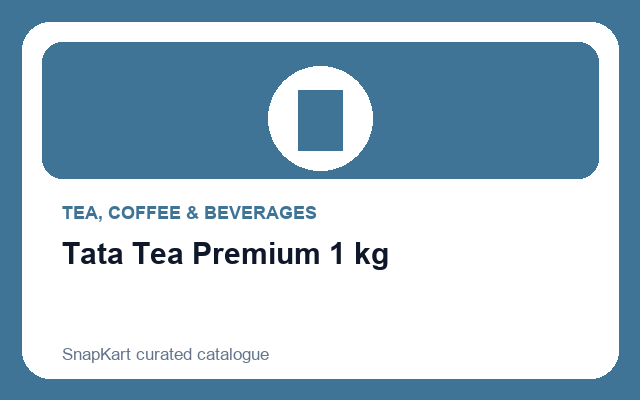 TEA, COFFEE & BEVERAGES
Tata Tea Premium 1 kg
SnapKart curated catalogue